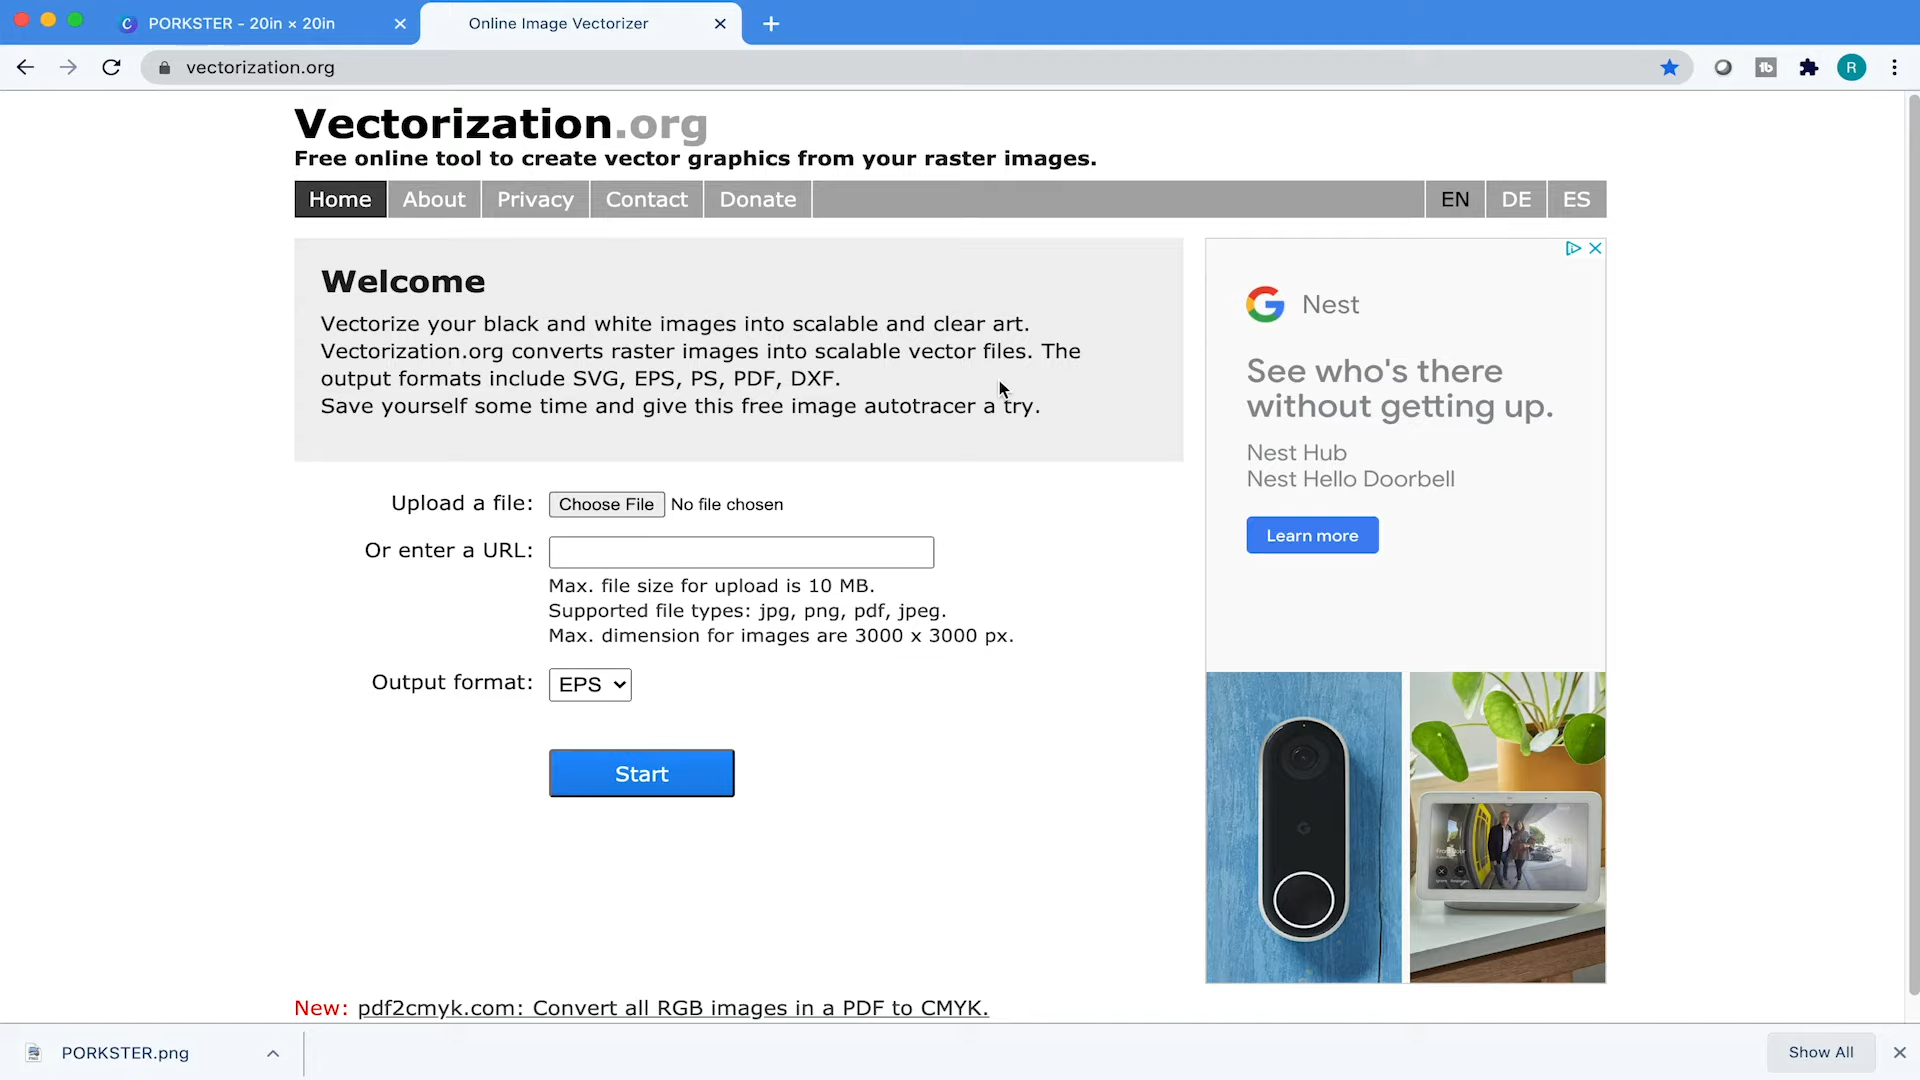 PORKSTER - 20in × 20in
Online Image Vectorizer
vectorization.org
R
Vectorization.org
Free online tool to create vector graphics from your raster images.
Home About Privacy Contact Donate EN DE ES
Welcome
Vectorize your black and white images into scalable and clear art.
Vectorization.org converts raster images into scalable vector files. The
output formats include SVG, EPS, PS, PDF, DXF.
Save yourself some time and give this free image autotracer a try.
Upload a file: Choose File No file chosen
Or enter a URL:
Max. file size for upload is 10 MB.
Supported file types: jpg, png, pdf, jpeg.
Max. dimension for images are 3000 x 3000 px.
Output format: EPS
Start
G Nest
See who's there
without getting up.
Nest Hub
Nest Hello Doorbell
Learn more
New: pdf2cmyk.com: Convert all RGB images in a PDF to CMYK.
PORKSTER.png
Show All